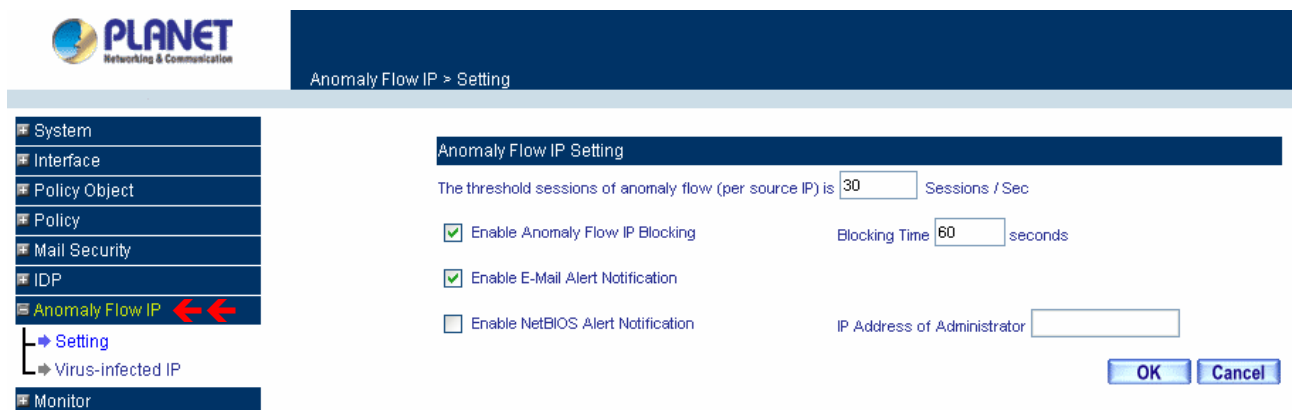 PLANET
Networking & Communication
Anomaly Flow IP > Setting
System
Interface
Policy Object
Policy
Mail Security
IDP
Anomaly Flow IP
Setting
Virus-infected IP
Monitor
Anomaly Flow IP Setting
The threshold sessions of anomaly flow (per source IP) is 30 Sessions / Sec
Enable Anomaly Flow IP Blocking Blocking Time 60 seconds
Enable E-Mail Alert Notification
Enable NetBIOS Alert Notification IP Address of Administrator
OK Cancel